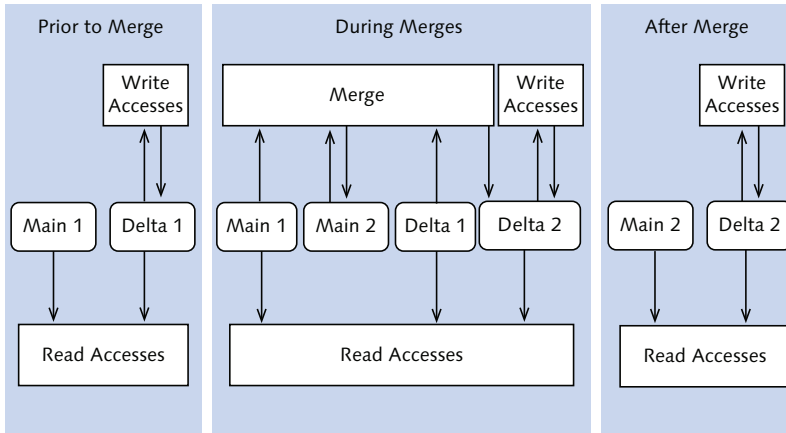 Prior to Merge
Write
Accesses
Main 1
Delta 1
Read Accesses
During Merges
Merge
Write
Accesses
Main 1
Main 2
Delta 1
Delta 2
Read Accesses
After Merge
Write
Accesses
Main 2
Delta 2
Read Accesses